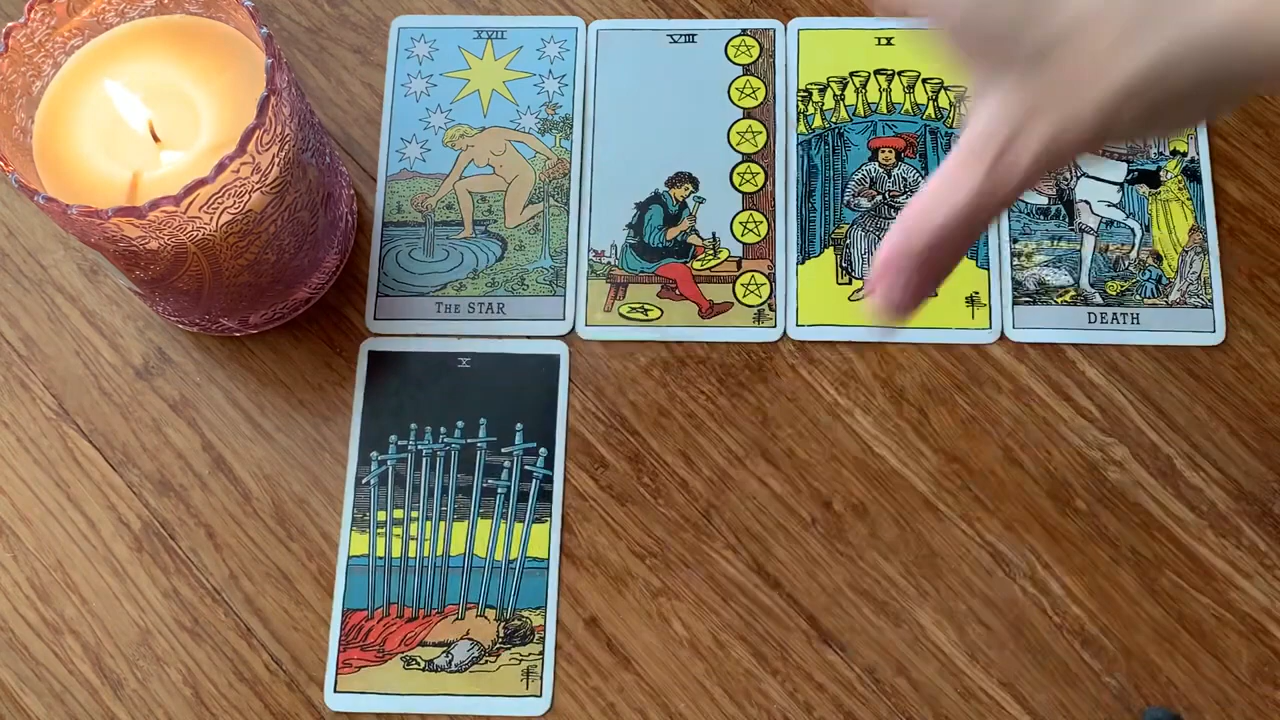 XVII
VIII
IX
THE STAR
DEATH
X